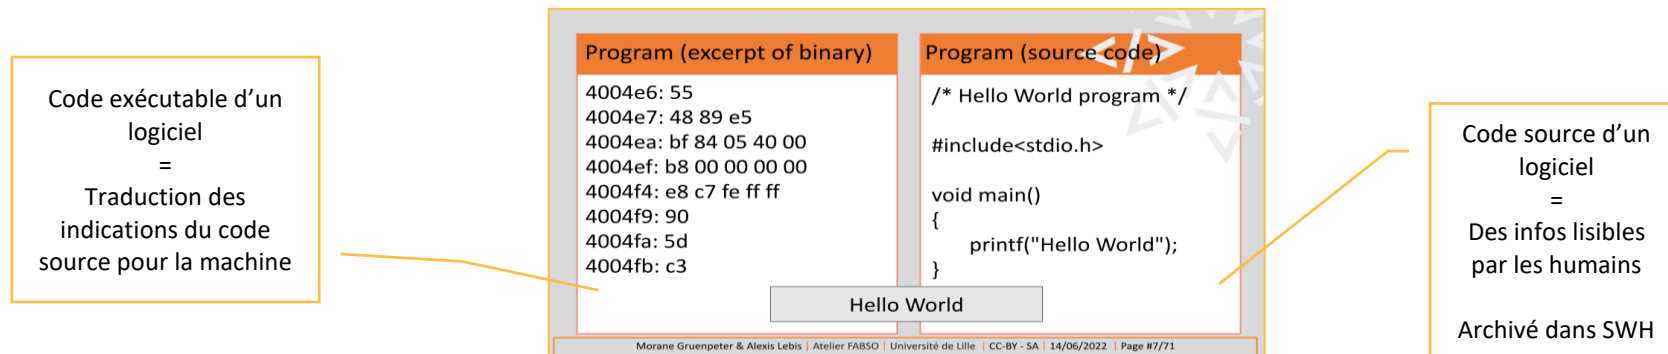 Code exécutable d’un
logiciel
=
Traduction des
indications du code
source pour la machine
Program (excerpt of binary)
4004e6: 55
4004e7: 48 89 e5
4004ea: bf 84 05 40 00
4004ef: b8 00 00 00 00
4004f4: e8 c7 fe ff ff
4004f9: 90
4004fa: 5d
4004fb: c3
Program (source code)
/* Hello World program */
#include<stdio.h>
void main()
{
printf("Hello World");
}
Hello World
Morane Gruenpeter & Alexis Lebis | Atelier FABSO | Université de Lille | CC-BY - SA | 14/06/2022 | Page #7/71
Code source d’un
logiciel
=
Des infos lisibles
par les humains
Archivé dans SWH